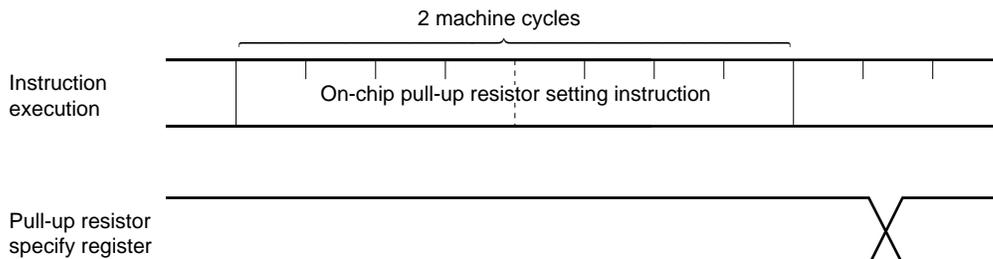 2 machine cycles
Instruction
execution
On-chip pull-up resistor setting instruction
Pull-up resistor
specify register